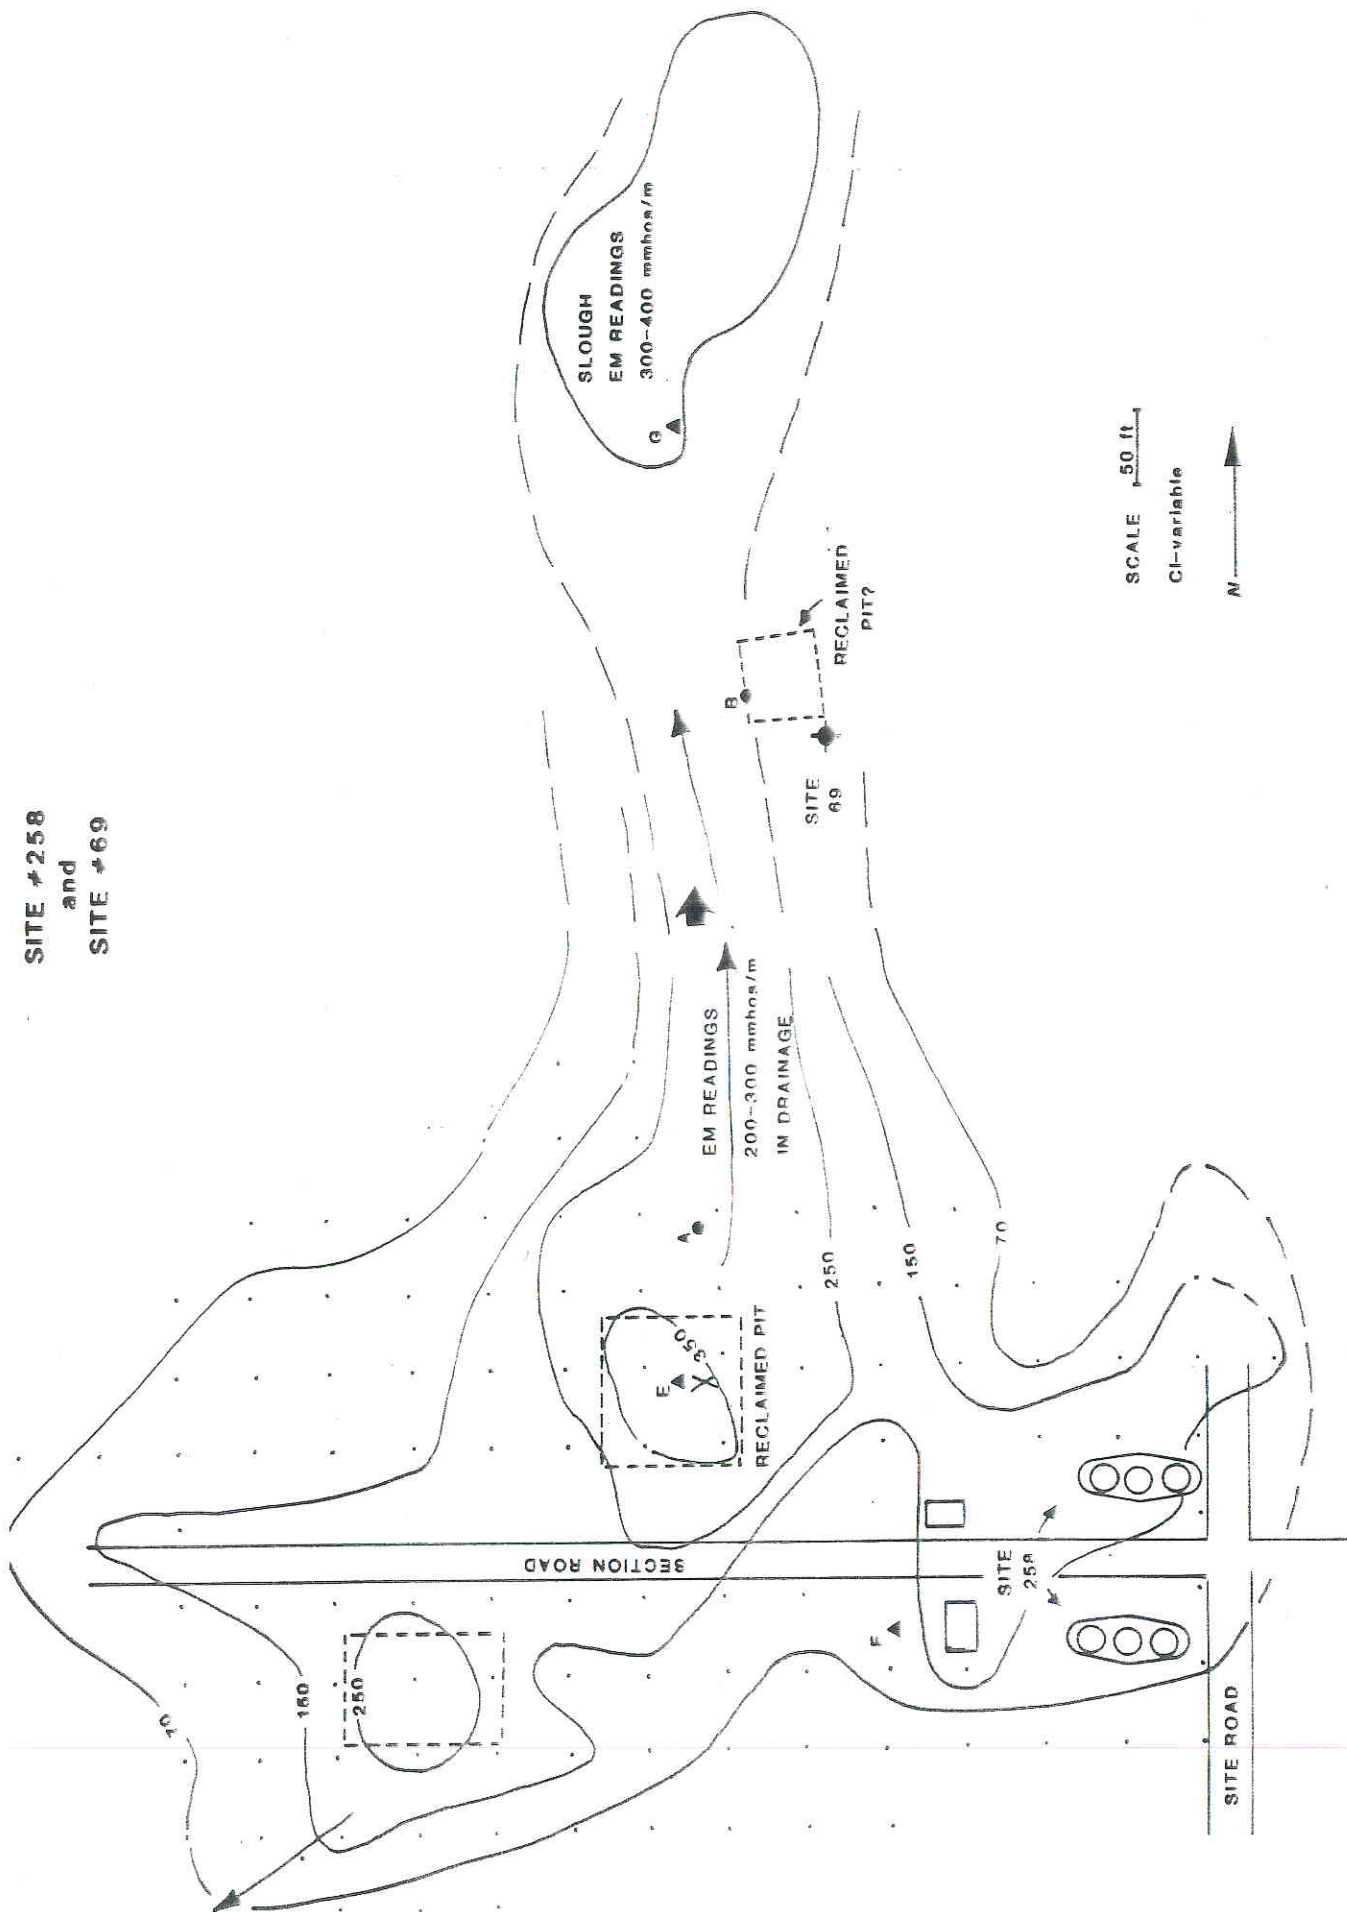 SITE #258
and
SITE #69
SLOUGH
EM READINGS
300-400 mmhos/m
G
SCALE 50 ft
CI-variable
N
RECLAIMED
PIT?
B
SITE
69
EM READINGS
200-300 mmhos/m
IN DRAINAGE
A
250
150
70
350
E
X
RECLAIMED PIT
SECTION ROAD
SITE
258
F
70
150
250
SITE ROAD